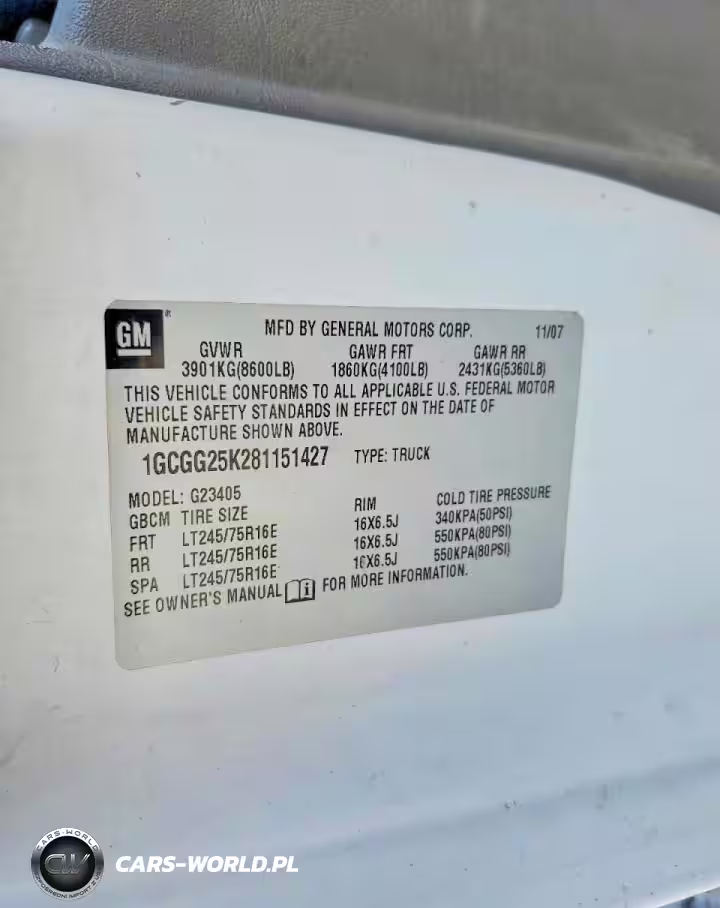 GM ®
MFD BY GENERAL MOTORS CORP. 11/07
GVWR GAWR FRT GAWR RR
3901KG(8600LB) 1860KG(4100LB) 2431KG(5360LB)
THIS VEHICLE CONFORMS TO ALL APPLICABLE U.S. FEDERAL MOTOR
VEHICLE SAFETY STANDARDS IN EFFECT ON THE DATE OF
MANUFACTURE SHOWN ABOVE.
1GCGG25K281151427 TYPE: TRUCK
MODEL: G23405
GBCM TIRE SIZE RIM COLD TIRE PRESSURE
FRT LT245/75R16E 16X6.5J 340KPA(50PSI)
RR LT245/75R16E 16X6.5J 550KPA(80PSI)
SPA LT245/75R16E 16X6.5J 550KPA(80PSI)
SEE OWNER'S MANUAL i FOR MORE INFORMATION.
CARS-WORLD
CW
CARS-WORLD.PL